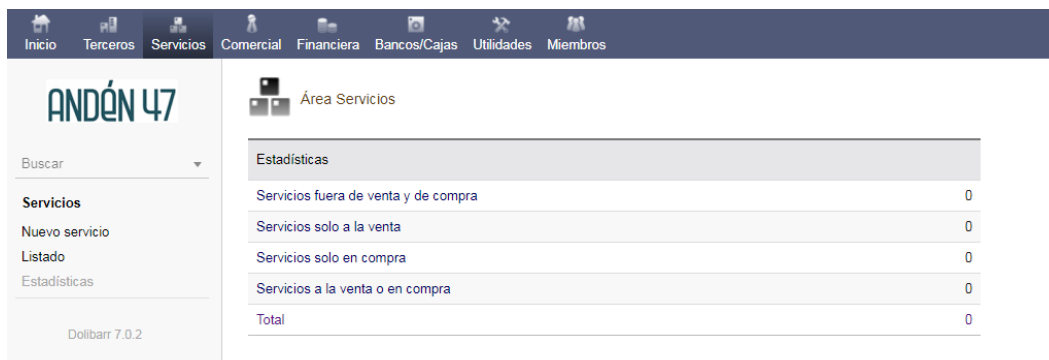 Inicio Terceros Servicios Comercial Financiera Bancos/Cajas Utilidades Miembros
ANDÉN 47
Área Servicios
Buscar
Servicios
Nuevo servicio
Listado
Estadísticas
Dolibarr 7.0.2
Estadísticas
Servicios fuera de venta y de compra 0
Servicios solo a la venta 0
Servicios solo en compra 0
Servicios a la venta o en compra 0
Total 0